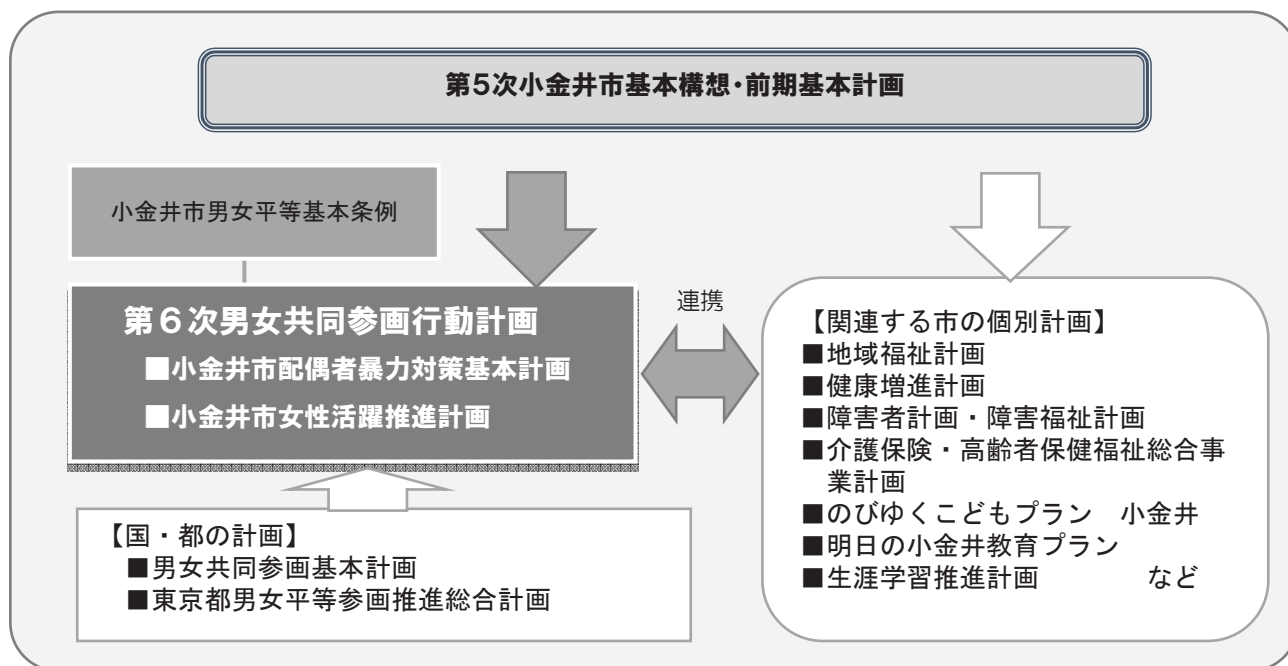 第5次小金井市基本構想・前期基本計画
小金井市男女平等基本条例
第６次男女共同参画行動計画
■小金井市配偶者暴力対策基本計画
■小金井市女性活躍推進計画
連携
【関連する市の個別計画】
■地域福祉計画
■健康増進計画
■障害者計画・障害福祉計画
■介護保険・高齢者保健福祉総合事
業計画
■のびゆくこどもプラン　小金井
■明日の小金井教育プラン
■生涯学習推進計画　　　　など
【国・都の計画】
■男女共同参画基本計画
■東京都男女平等参画推進総合計画